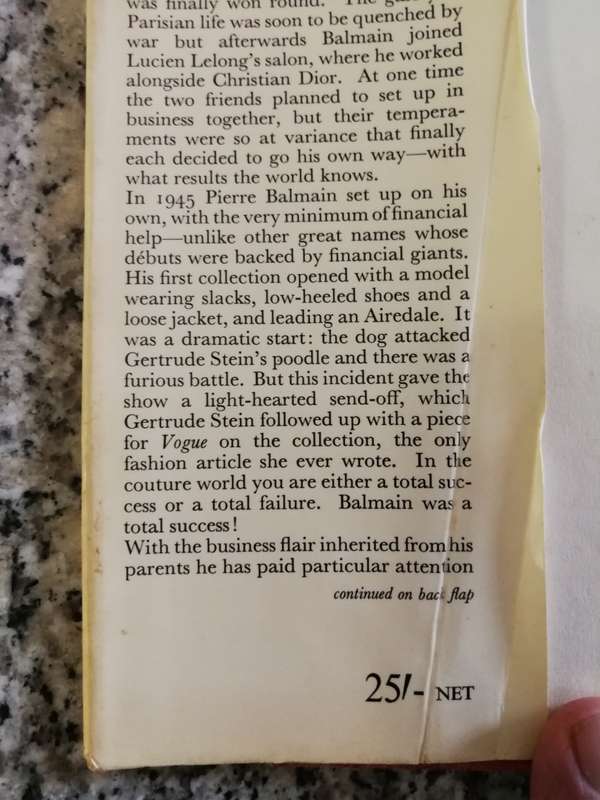 was finally won round. The
Parisian life was soon to be quenched by
war but afterwards Balmain joined
Lucien Lelong's salon, where he worked
alongside Christian Dior. At one time
the two friends planned to set up in
business together, but their tempera-
ments were so at variance that finally
each decided to go his own way—with
what results the world knows.
In 1945 Pierre Balmain set up on his
own, with the very minimum of financial
help—unlike other great names whose
débuts were backed by financial giants.
His first collection opened with a model
wearing slacks, low-heeled shoes and a
loose jacket, and leading an Airedale. It
was a dramatic start: the dog attacked
Gertrude Stein's poodle and there was a
furious battle. But this incident gave the
show a light-hearted send-off, which
Gertrude Stein followed up with a piece
for Vogue on the collection, the only
fashion article she ever wrote. In the
couture world you are either a total suc-
cess or a total failure. Balmain was a
total success!
With the business flair inherited from his
parents he has paid particular attention
continued on back flap
25/- NET